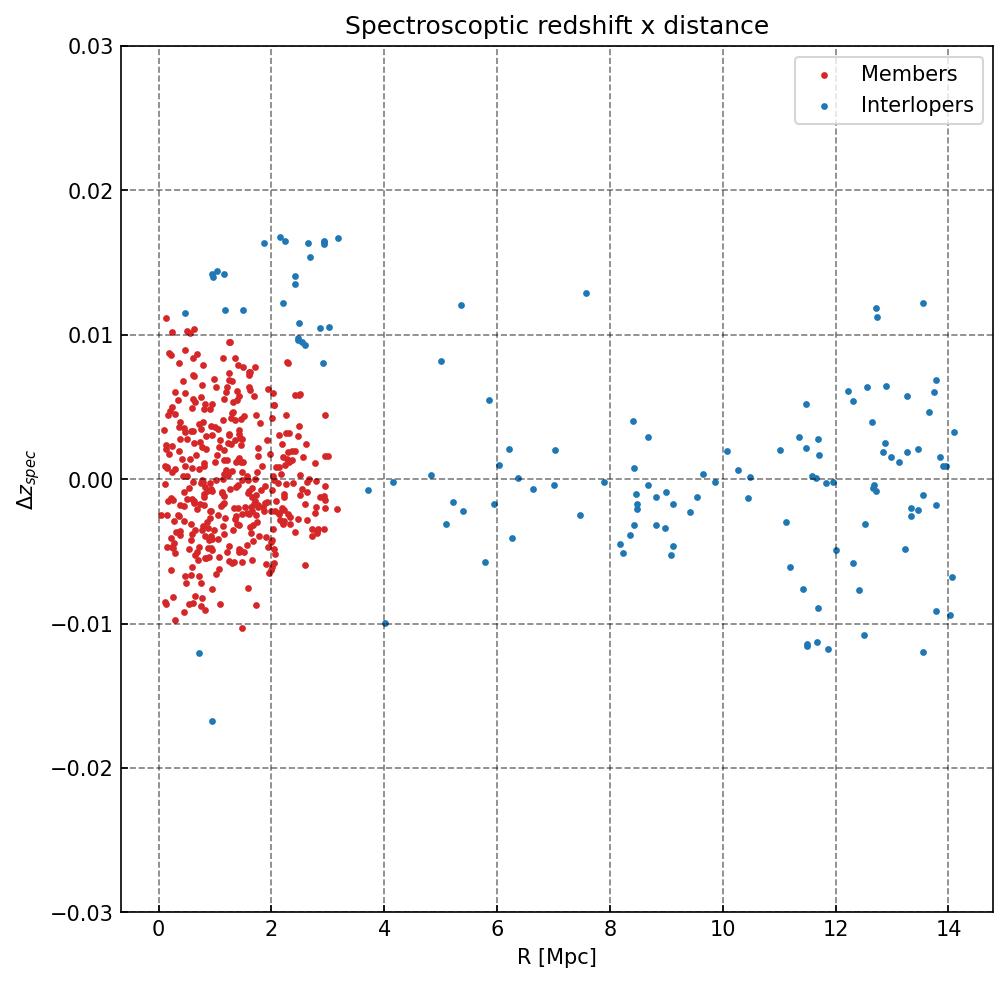 Spectroscoptic redshift x distance
Members
Interlopers
0.03
0.02
0.01
0.00
−0.01
−0.02
−0.03
Δz_spec
0 2 4 6 8 10 12 14
R [Mpc]